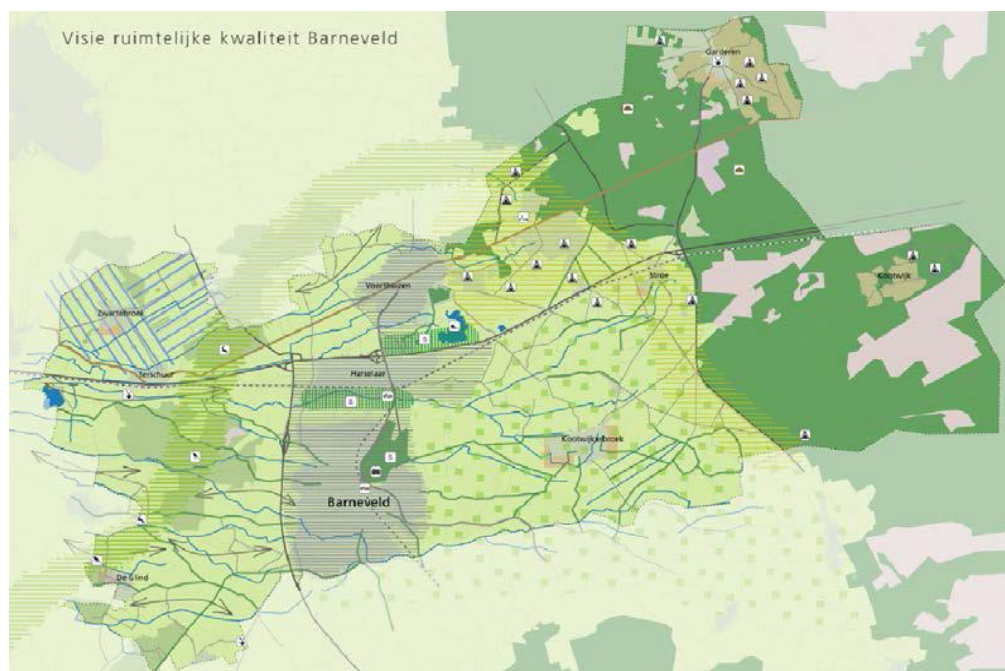 Visie ruimtelijke kwaliteit Barneveld
Garderen
Stroe
Kootwijk
Voorthuizen
Zwartebroek
Terschuur
Harselaar
S
S
S
Kootwijkerbroek
Barneveld
De Glind